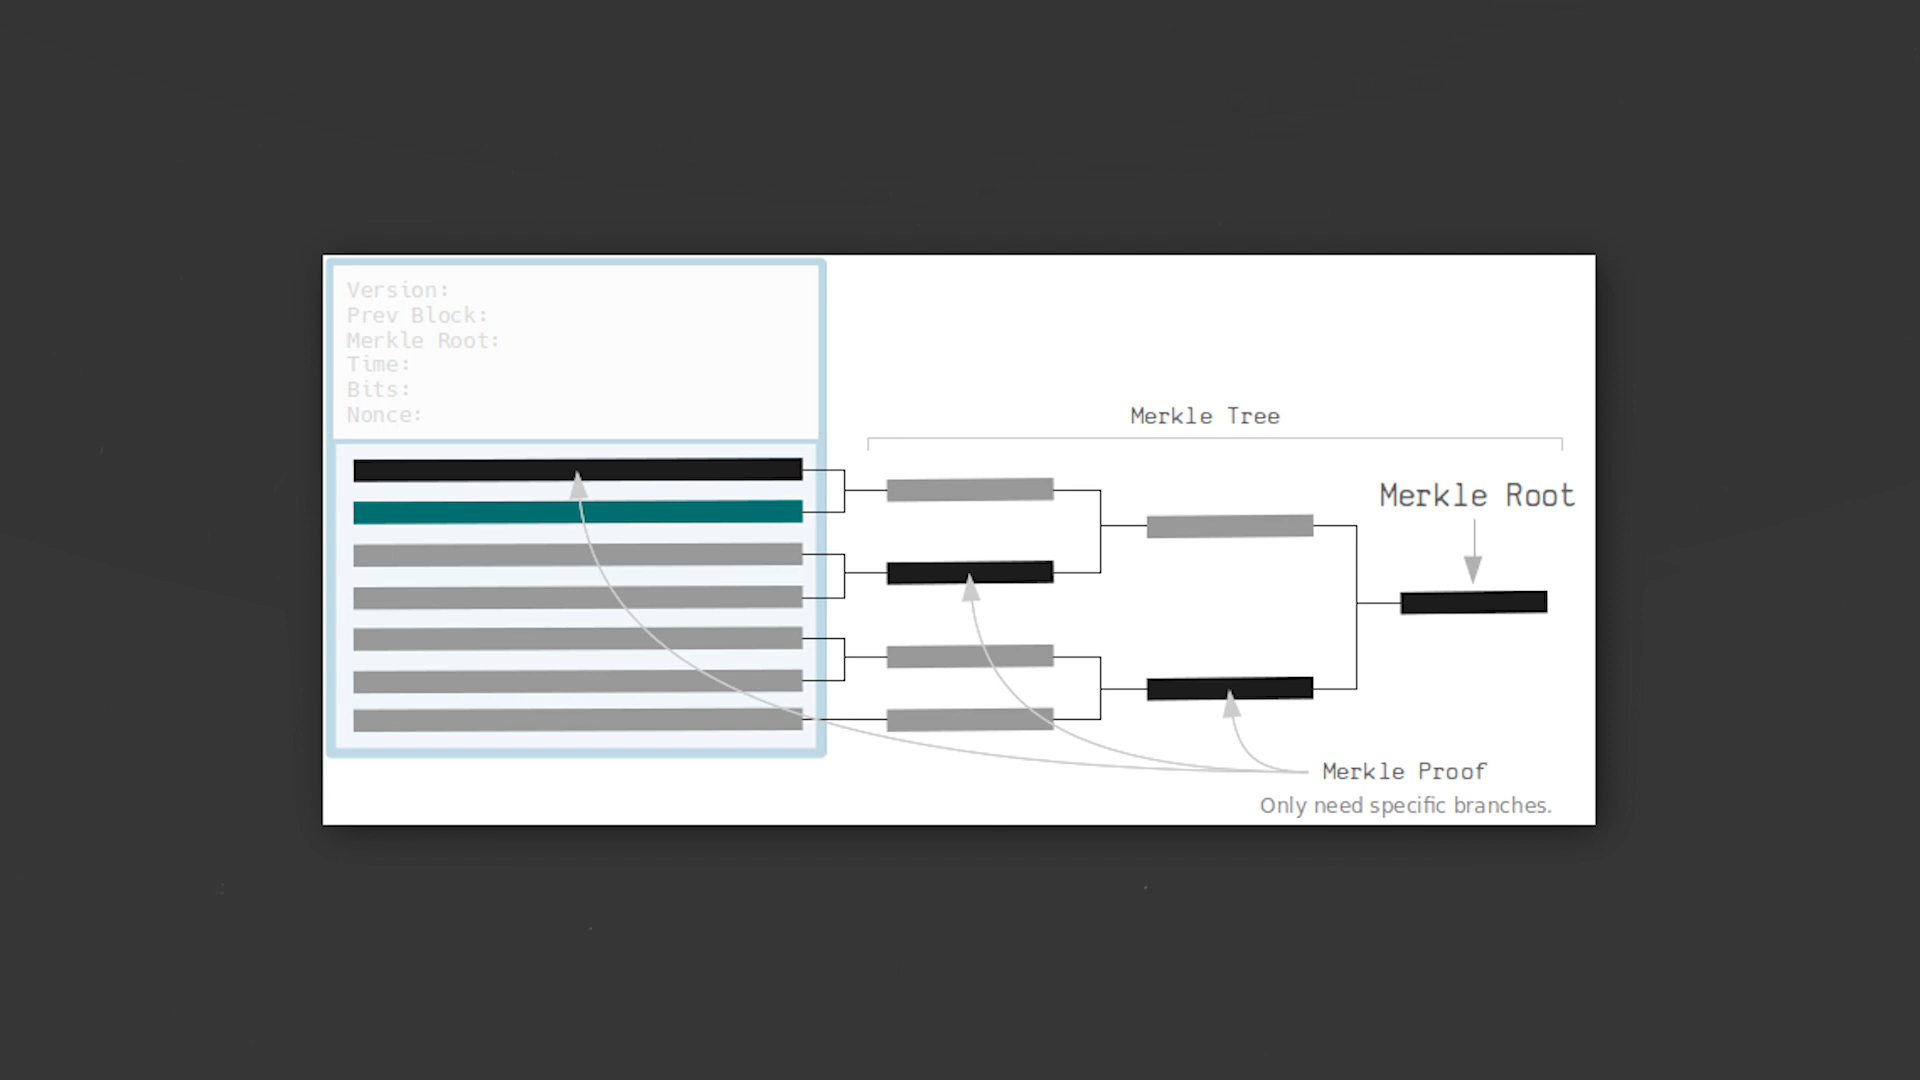 Version:
Prev Block:
Merkle Root:
Time:
Bits:
Nonce:
Merkle Tree
Merkle Root
Merkle Proof
Only need specific branches.